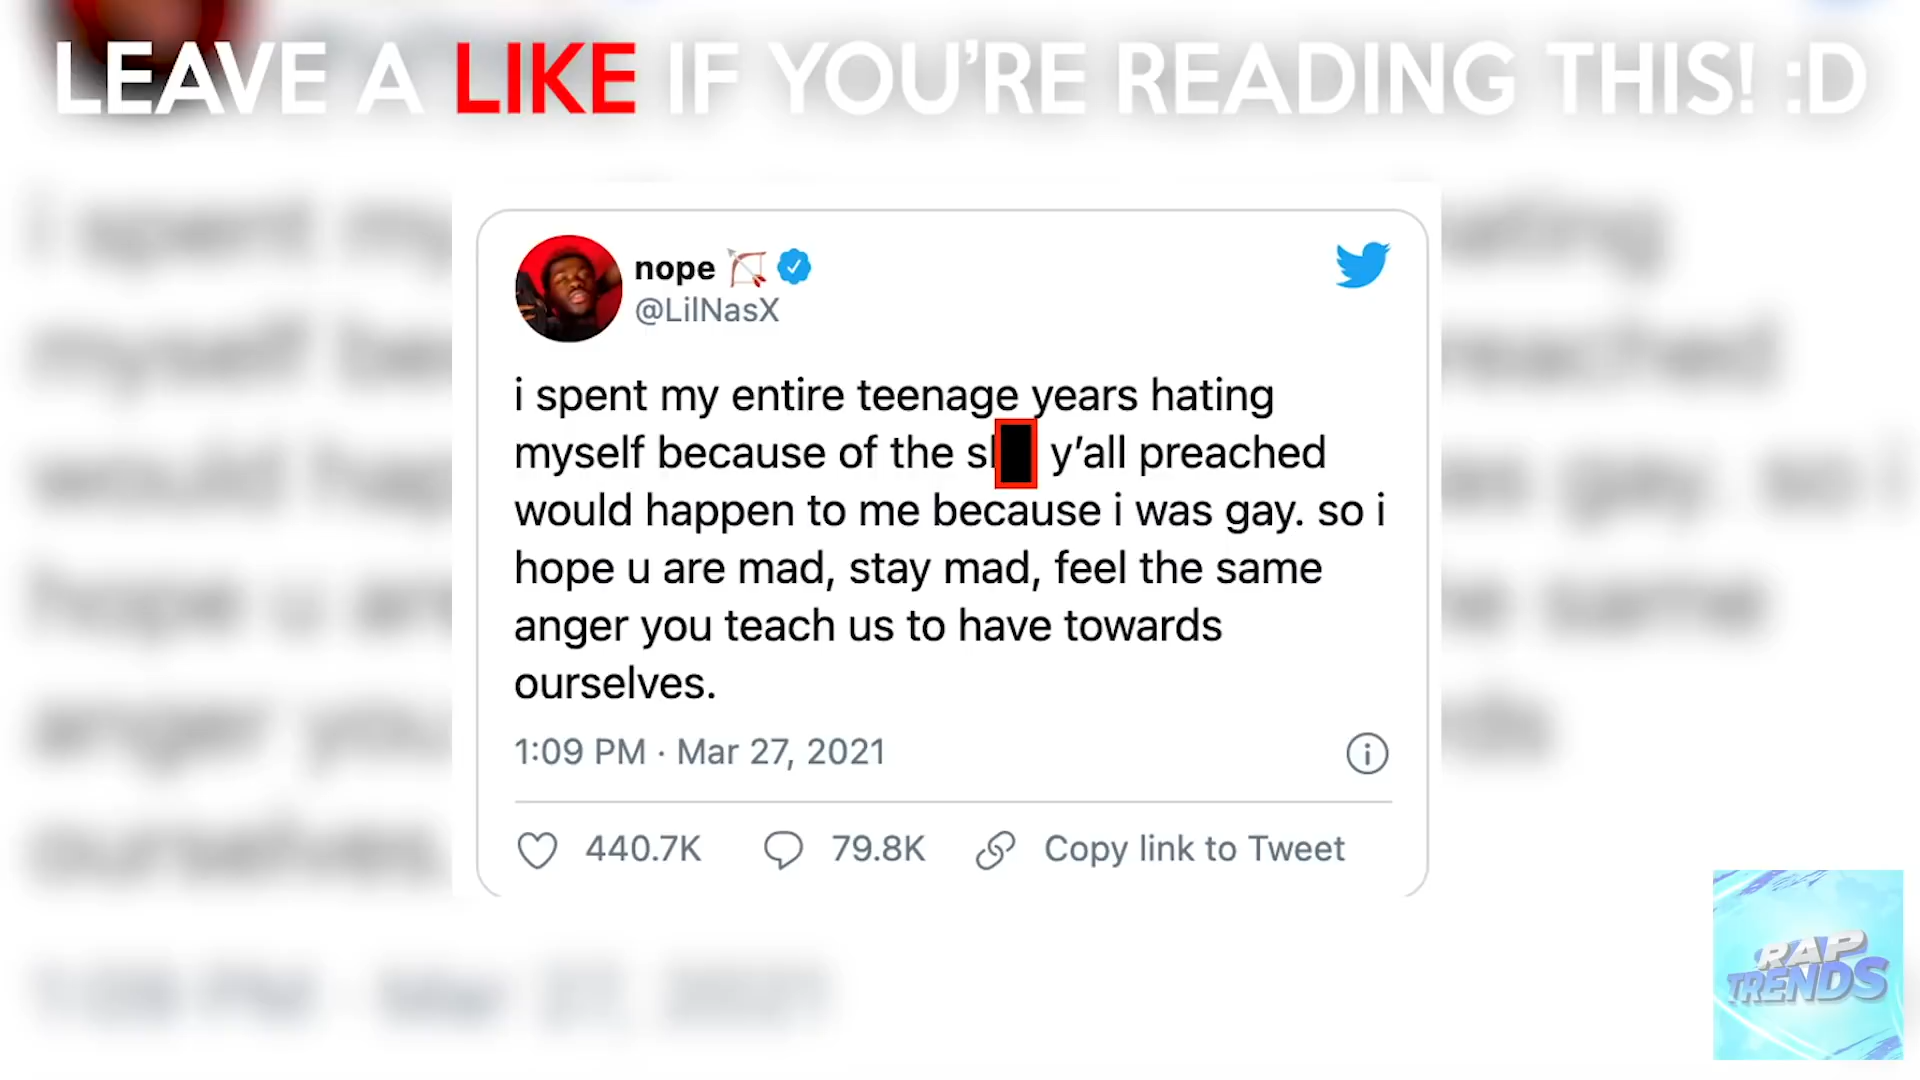 LEAVE A LIKE IF YOU'RE READING THIS! :D
nope
@LilNasX
i spent my entire teenage years hating
myself because of the s y’all preached
would happen to me because i was gay. so i
hope u are mad, stay mad, feel the same
anger you teach us to have towards
ourselves.
1:09 PM · Mar 27, 2021
440.7K 79.8K Copy link to Tweet
RAP
TRENDS